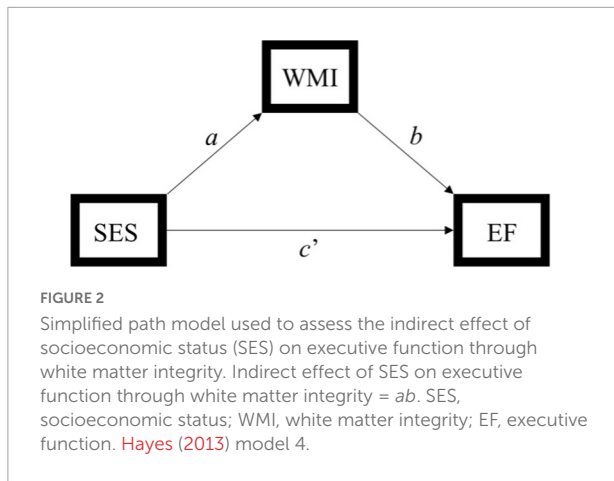 WMI
a
b
SES
EF
c’
FIGURE 2
Simplified path model used to assess the indirect effect of
socioeconomic status (SES) on executive function through
white matter integrity. Indirect effect of SES on executive
function through white matter integrity = ab. SES,
socioeconomic status; WMI, white matter integrity; EF, executive
function. Hayes (2013) model 4.